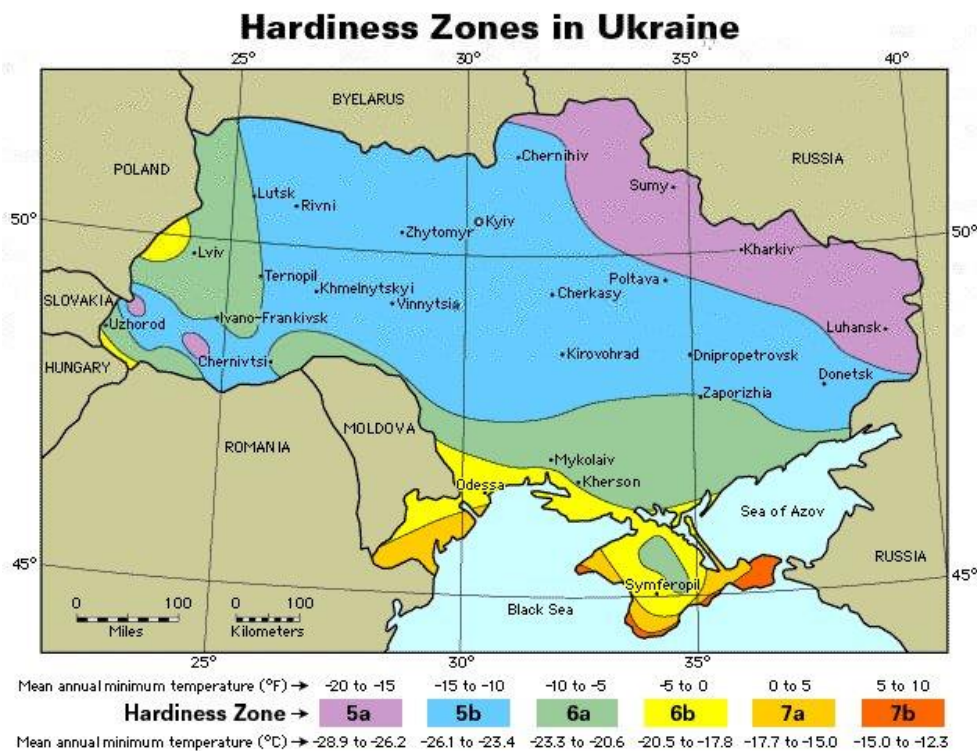 Hardiness Zones in Ukraine
25° 30° 35° 40°
BYELARUS
POLAND
RUSSIA
Chernihiv
Sumy
Lutsk
Rivni
50°
Kyiv
50°
Zhytomyr
Kharkiv
Lviv
Ternopil
Poltava
Khmelnytskyi
Cherkasy
Vinnytsia
SLOVAKIA
Uzhorod
Ivano-Frankivsk
Luhansk
HUNGARY
Chernivtsi
Kirovohrad
Dnipropetrovsk
Donetsk
Zaporizhia
MOLDOVA
ROMANIA
Mykolaiv
Odessa
Kherson
Sea of Azov
45°
RUSSIA
45°
Symferopil
0 100 0 100
Miles Kilometers
Black Sea
25° 30° 35°
Mean annual minimum temperature (°F) → -20 to -15 -15 to -10 -10 to -5 -5 to 0 0 to 5 5 to 10
Hardiness Zone → 5a 5b 6a 6b 7a 7b
Mean annual minimum temperature (°C) → -28.9 to -26.2 -26.1 to -23.4 -23.3 to -20.6 -20.5 to -17.8 -17.7 to -15.0 -15.0 to -12.3